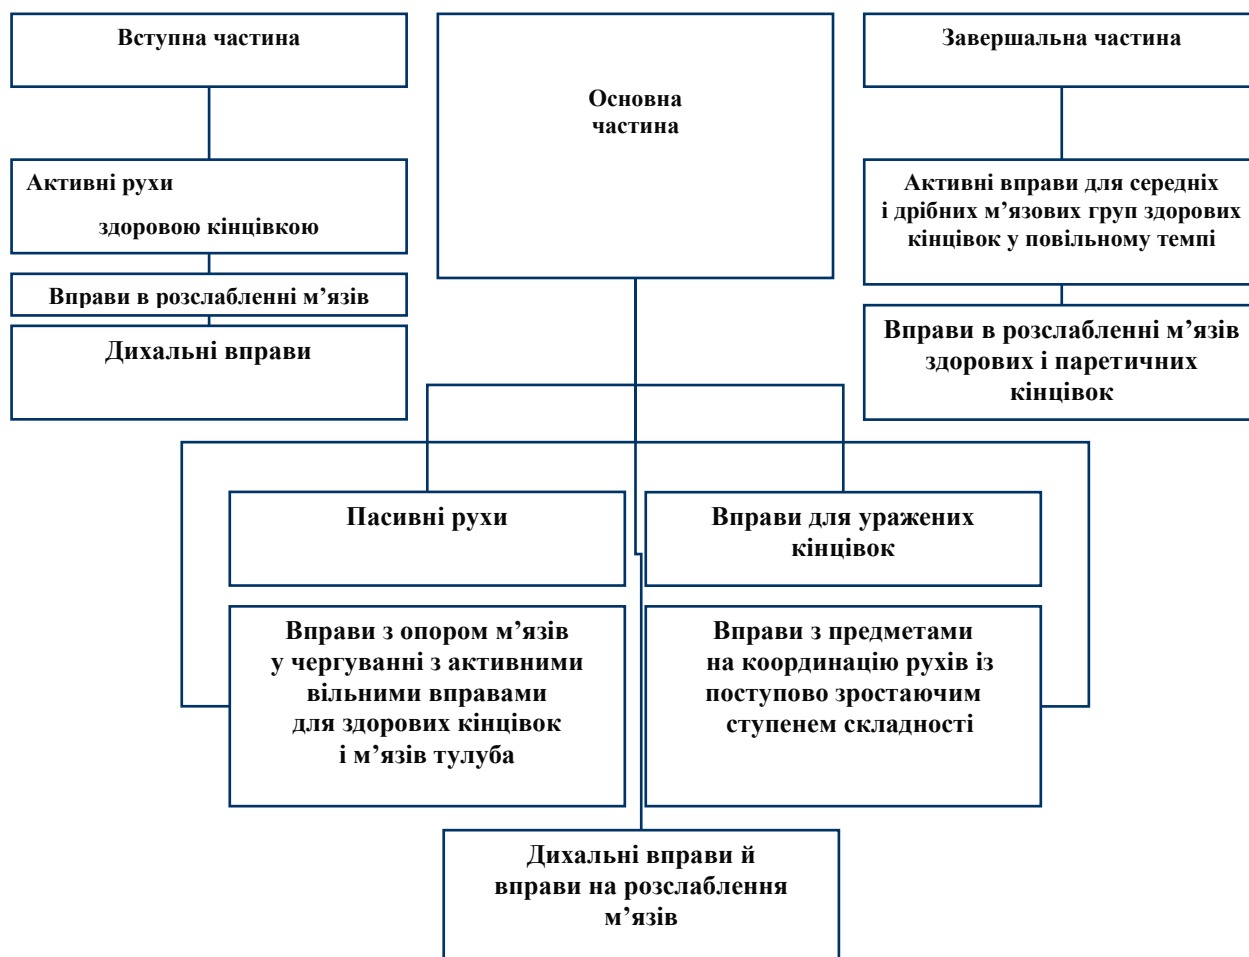 Вступна частина
Основна
частина
Завершальна частина
Активні рухи
здоровою кінцівкою
Вправи в розслабленні м’язів
Дихальні вправи
Активні вправи для середніх
і дрібних м’язових груп здорових
кінцівок у повільному темпі
Вправи в розслабленні м’язів
здорових і паретичних
кінцівок
Пасивні рухи
Вправи для уражених
кінцівок
Вправи з опором м’язів
у чергуванні з активними
вільними вправами
для здорових кінцівок
і м’язів тулуба
Вправи з предметами
на координацію рухів із
поступово зростаючим
ступенем складності
Дихальні вправи й
вправи на розслаблення
м’язів